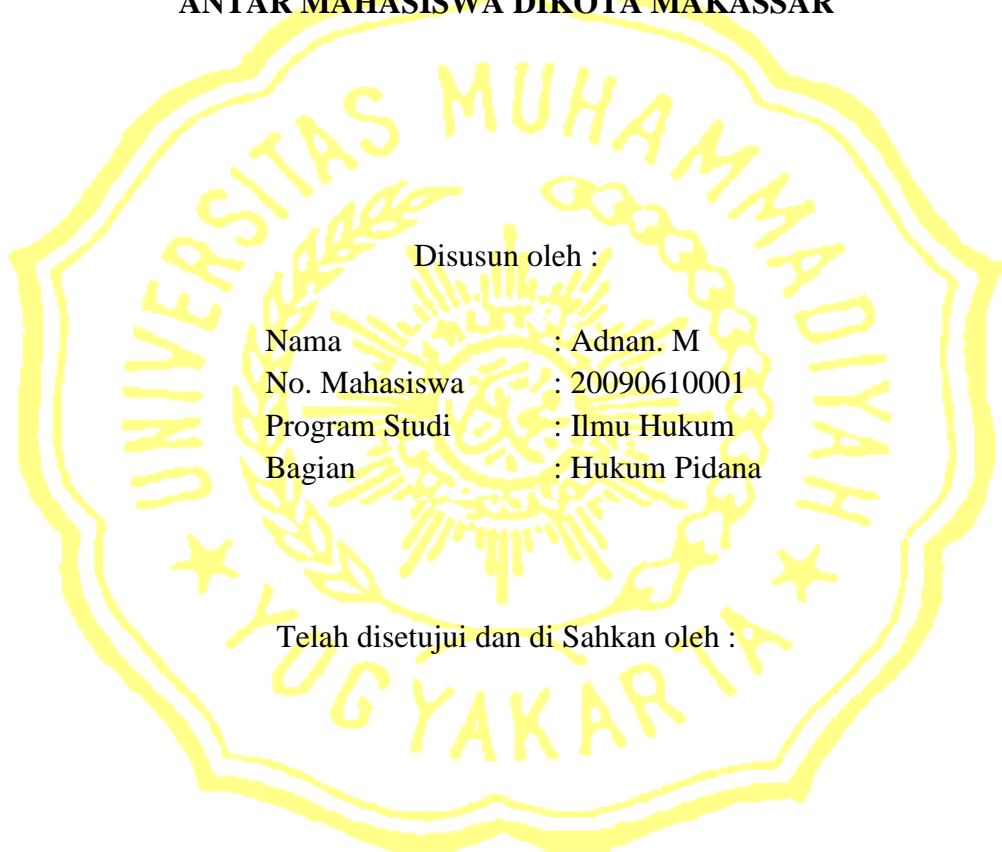 ANTAR MAHASISWA DIKOTA MAKASSAR
UNIVERSITAS MUHAMMADIYAH
Disusun oleh :
Nama : Adnan. M
No. Mahasiswa : 20090610001
Program Studi : Ilmu Hukum
Bagian : Hukum Pidana
Telah disetujui dan di Sahkan oleh :
YOGYAKARTA